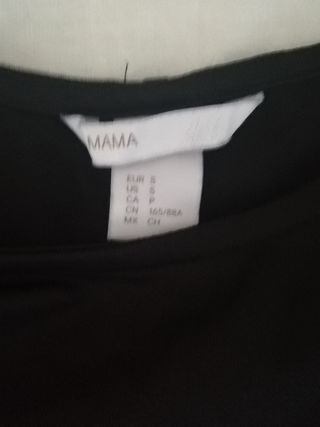 MAMA
EUR S
US S
CA P
CN 165/88A
MX CH